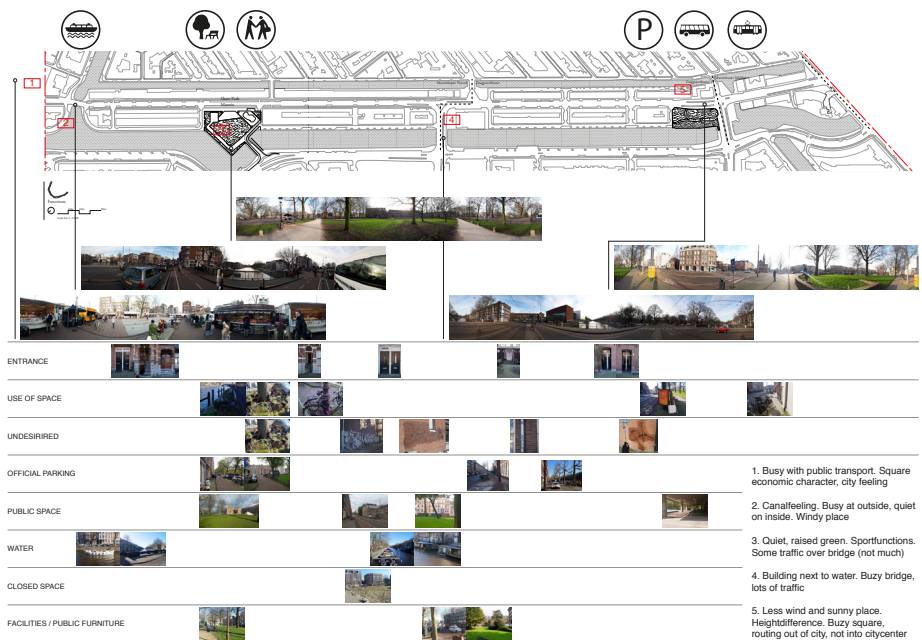 P
1
5
2
4
ENTRANCE
USE OF SPACE
UNDESIRIRED
OFFICIAL PARKING
PUBLIC SPACE
WATER
CLOSED SPACE
FACILITIES / PUBLIC FURNITURE
1. Busy with public transport. Square
economic character, city feeling
2. Canalfeeling. Busy at outside, quiet
on inside. Windy place
3. Quiet, raised green. Sportfunctions.
Some traffic over bridge (not much)
4. Building next to water. Buzy bridge,
lots of traffic
5. Less wind and sunny place.
Heightdifference. Buzy square,
routing out of city, not into citycenter